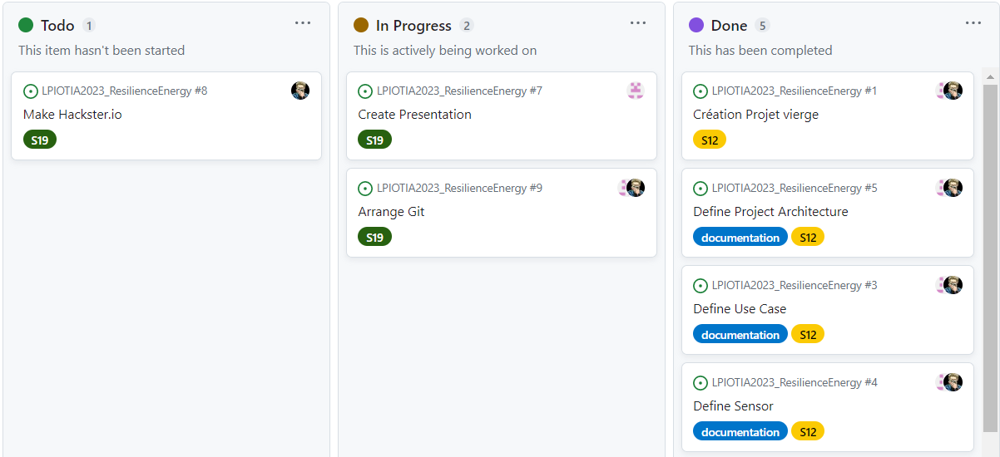 Todo 1
This item hasn't been started
LPIOTIA2023_ResilienceEnergy #8
Make Hackster.io
S19
In Progress 2
This is actively being worked on
LPIOTIA2023_ResilienceEnergy #7
Create Presentation
S19
LPIOTIA2023_ResilienceEnergy #9
Arrange Git
S19
Done 5
This has been completed
LPIOTIA2023_ResilienceEnergy #1
Création Projet vierge
S12
LPIOTIA2023_ResilienceEnergy #5
Define Project Architecture
documentation S12
LPIOTIA2023_ResilienceEnergy #3
Define Use Case
documentation S12
LPIOTIA2023_ResilienceEnergy #4
Define Sensor
documentation S12